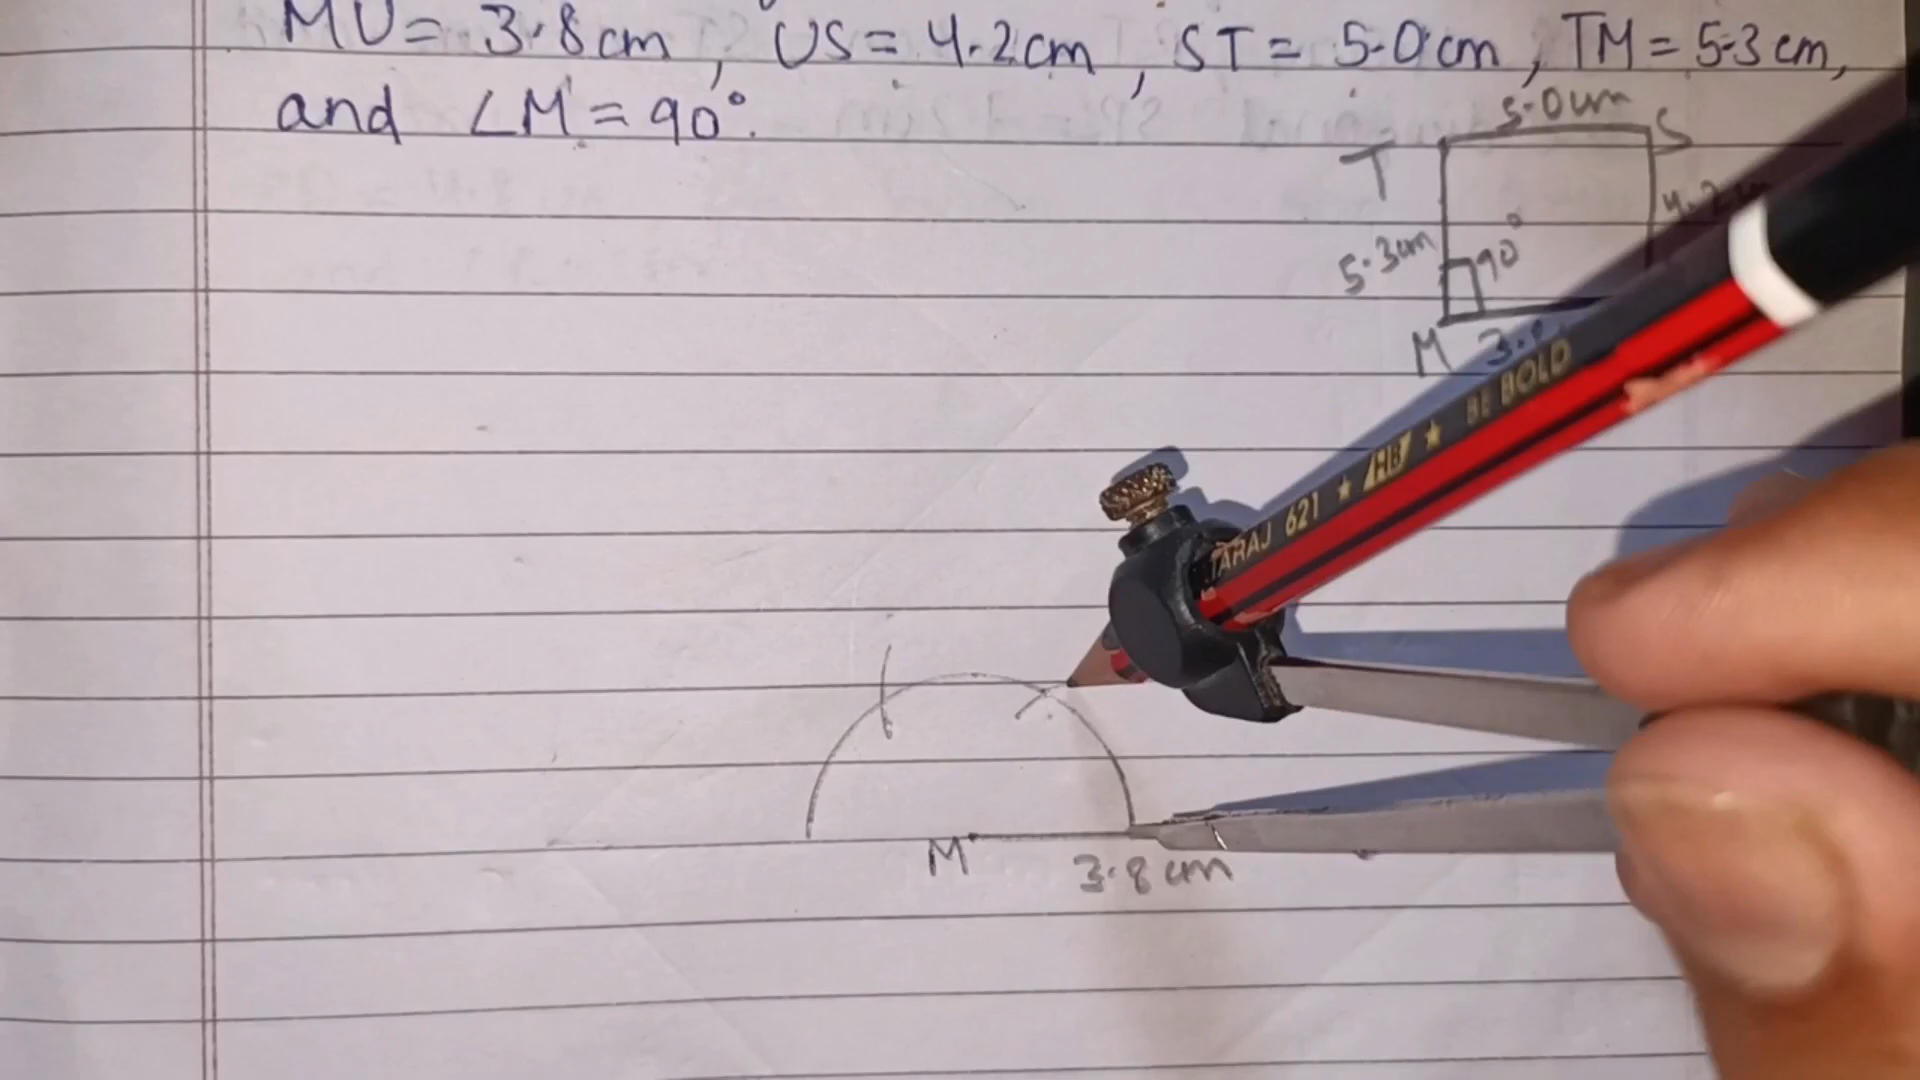 MU = 3.8 cm, US = 4.2 cm, ST = 5.0 cm, TM = 5.3 cm,
and ∠M = 90°.
5.0 cm
T S
5.3 cm 90°
M
BE BOLD
HB
621
M
3.8 cm